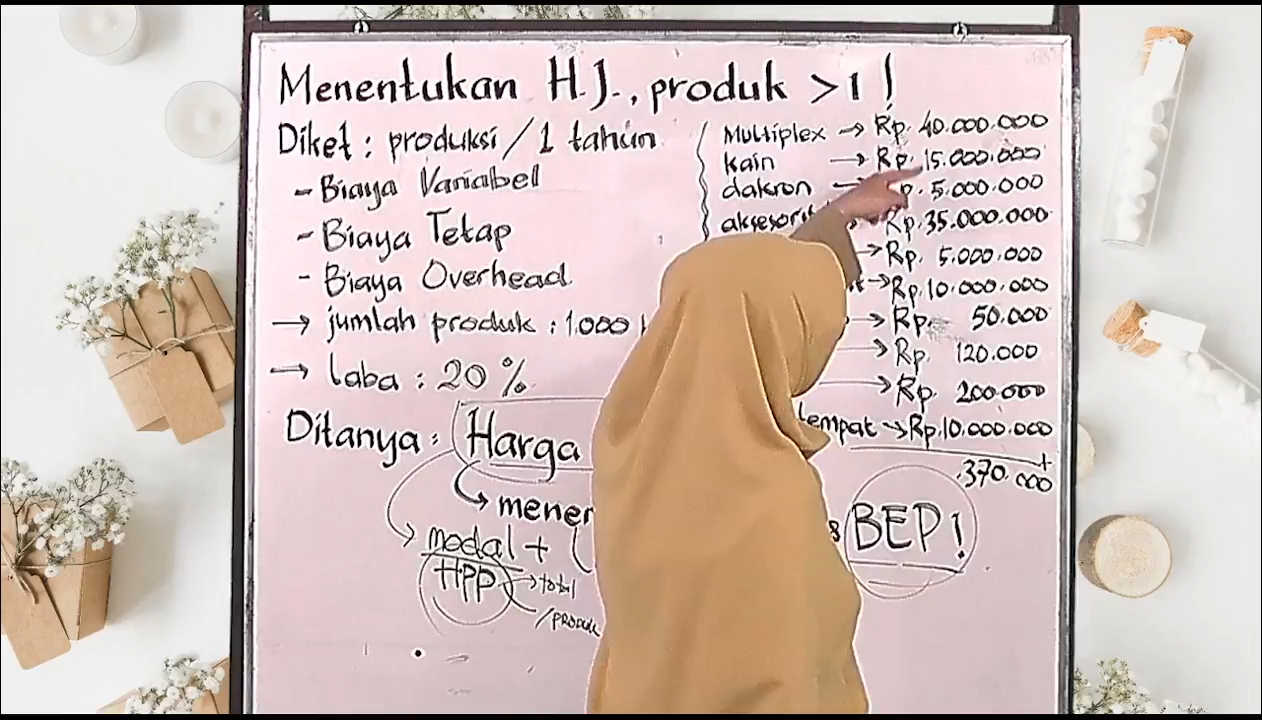 Menentukan H.J., produk > 1 !
Diket : produksi / 1 tahun
- Biaya Variabel
- Biaya Tetap
- Biaya Overhead
→ jumlah produk : 1.000
→ laba : 20 %
Ditanya : Harga
mener
modal +
HPP → total
/produk
Multiplex → Rp. 40.000.000
kain → Rp. 15.000.000
dakron → p. 5.000.000
aksesoris Rp. 35.000.000
→ Rp. 5.000.000
→ Rp. 10.000.000
→ Rp. 50.000
→ Rp. 120.000
→ Rp. 200.000
tempat → Rp. 10.000.000
+
.370.000
BEP !